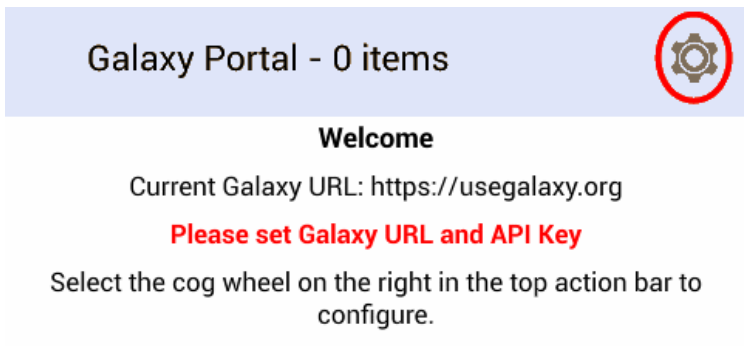 Galaxy Portal - 0 items
Welcome
Current Galaxy URL: https://usegalaxy.org
Please set Galaxy URL and API Key
Select the cog wheel on the right in the top action bar to
configure.